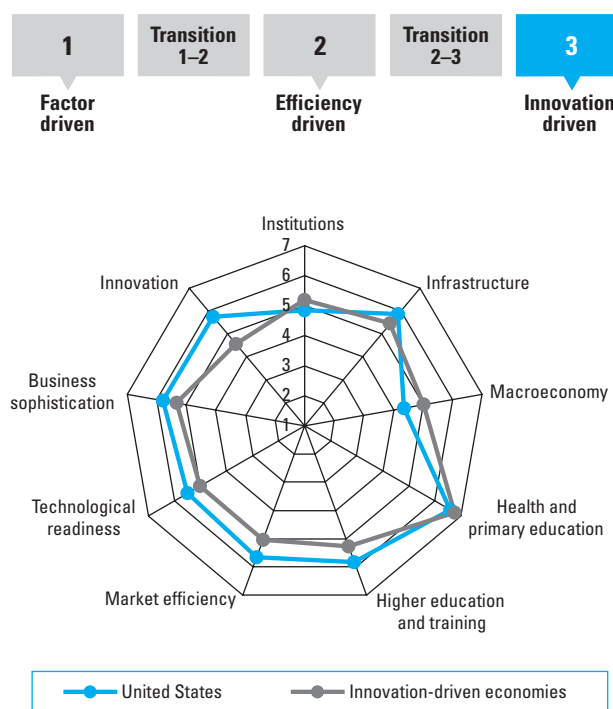 1
Transition
1–2
2
Transition
2–3
3
Factor
driven
Efficiency
driven
Innovation
driven
Institutions
7
6
5
4
3
2
1
Innovation
Infrastructure
Business
sophistication
Macroeconomy
Technological
readiness
Health and
primary education
Market efficiency
Higher education
and training
United States
Innovation-driven economies